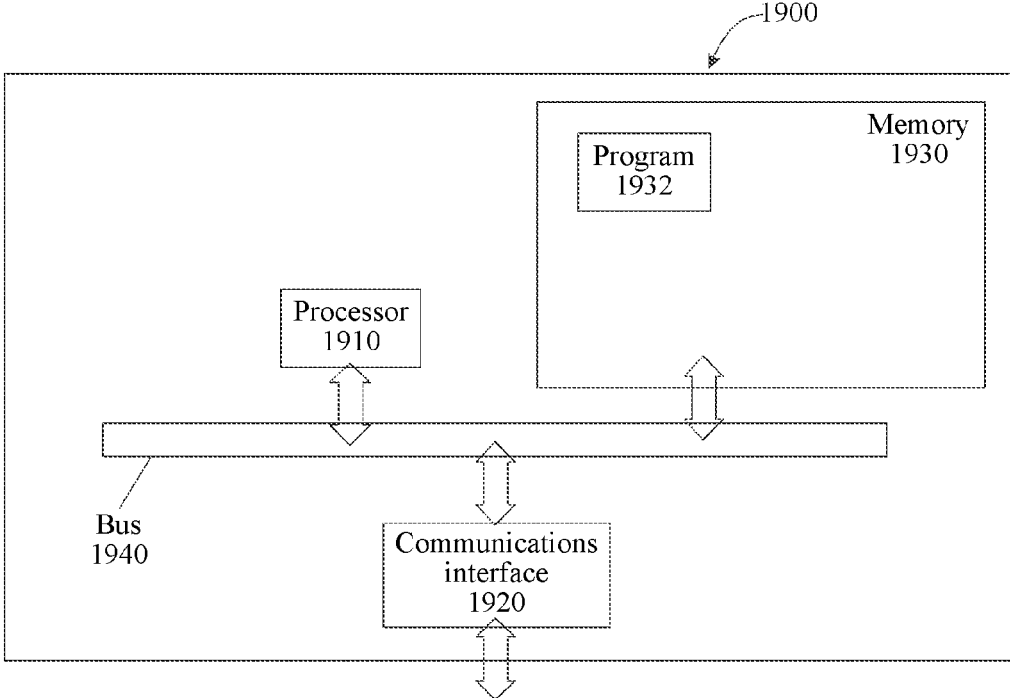 1900
Memory
1930
Program
1932
Processor
1910
Bus
1940
Communications
interface
1920